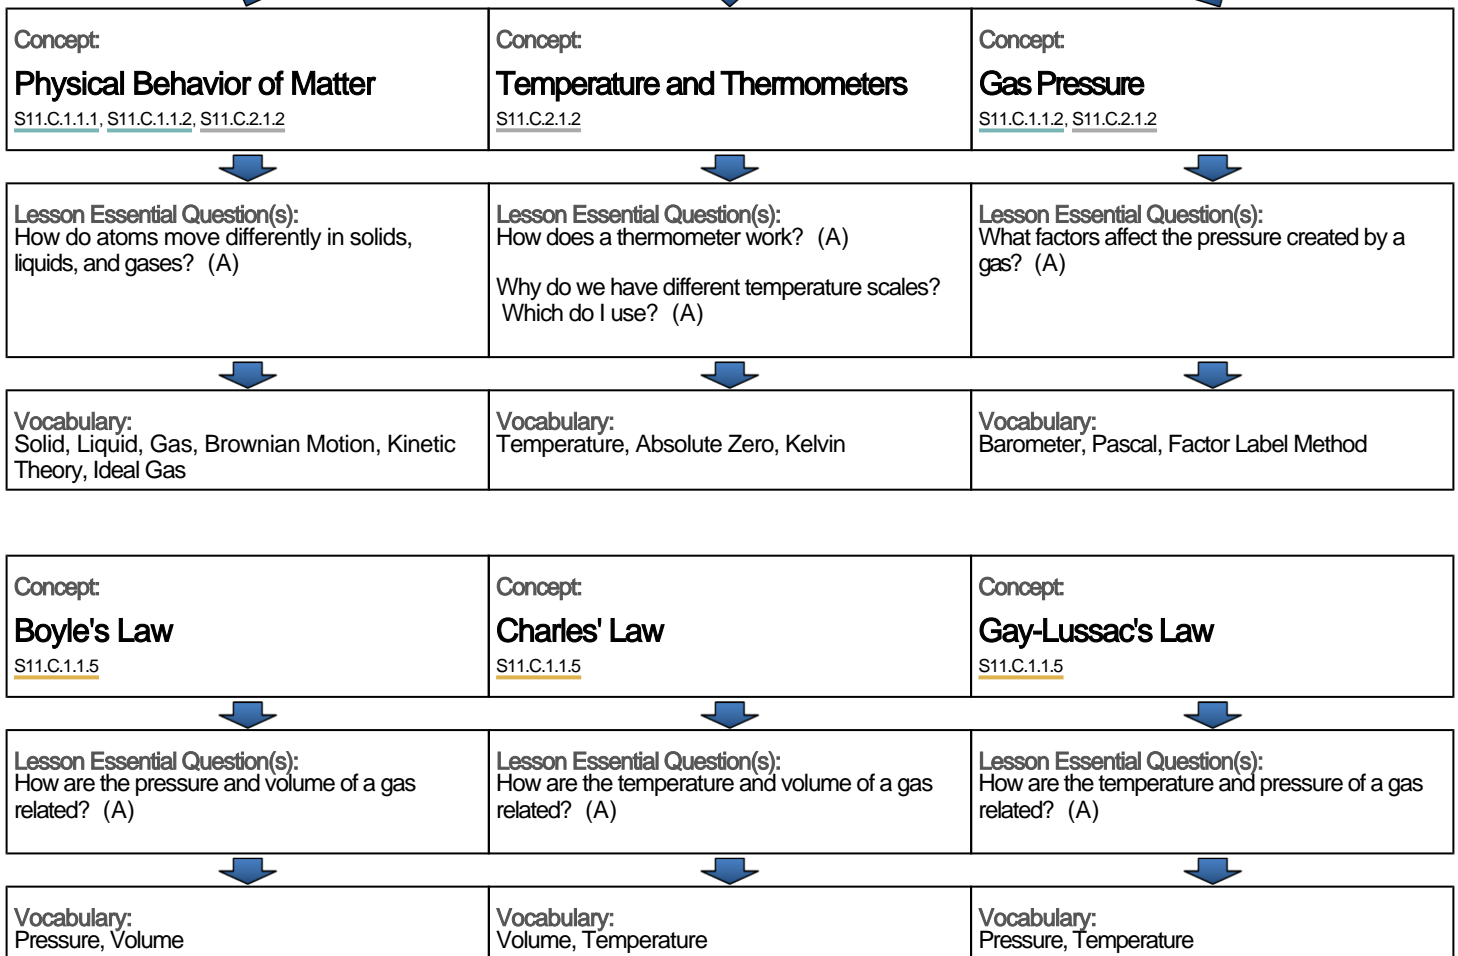 Concept:
Physical Behavior of Matter
S11.C.1.1.1, S11.C.1.1.2, S11.C.2.1.2
Concept:
Temperature and Thermometers
S11.C.2.1.2
Concept:
Gas Pressure
S11.C.1.1.2, S11.C.2.1.2
Lesson Essential Question(s):
How do atoms move differently in solids,
liquids, and gases? (A)
Lesson Essential Question(s):
How does a thermometer work? (A)
Why do we have different temperature scales?
Which do I use? (A)
Lesson Essential Question(s):
What factors affect the pressure created by a
gas? (A)
Vocabulary:
Solid, Liquid, Gas, Brownian Motion, Kinetic
Theory, Ideal Gas
Vocabulary:
Temperature, Absolute Zero, Kelvin
Vocabulary:
Barometer, Pascal, Factor Label Method
Concept:
Boyle's Law
S11.C.1.1.5
Concept:
Charles' Law
S11.C.1.1.5
Concept:
Gay-Lussac's Law
S11.C.1.1.5
Lesson Essential Question(s):
How are the pressure and volume of a gas
related? (A)
Lesson Essential Question(s):
How are the temperature and volume of a gas
related? (A)
Lesson Essential Question(s):
How are the temperature and pressure of a gas
related? (A)
Vocabulary:
Pressure, Volume
Vocabulary:
Volume, Temperature
Vocabulary:
Pressure, Temperature